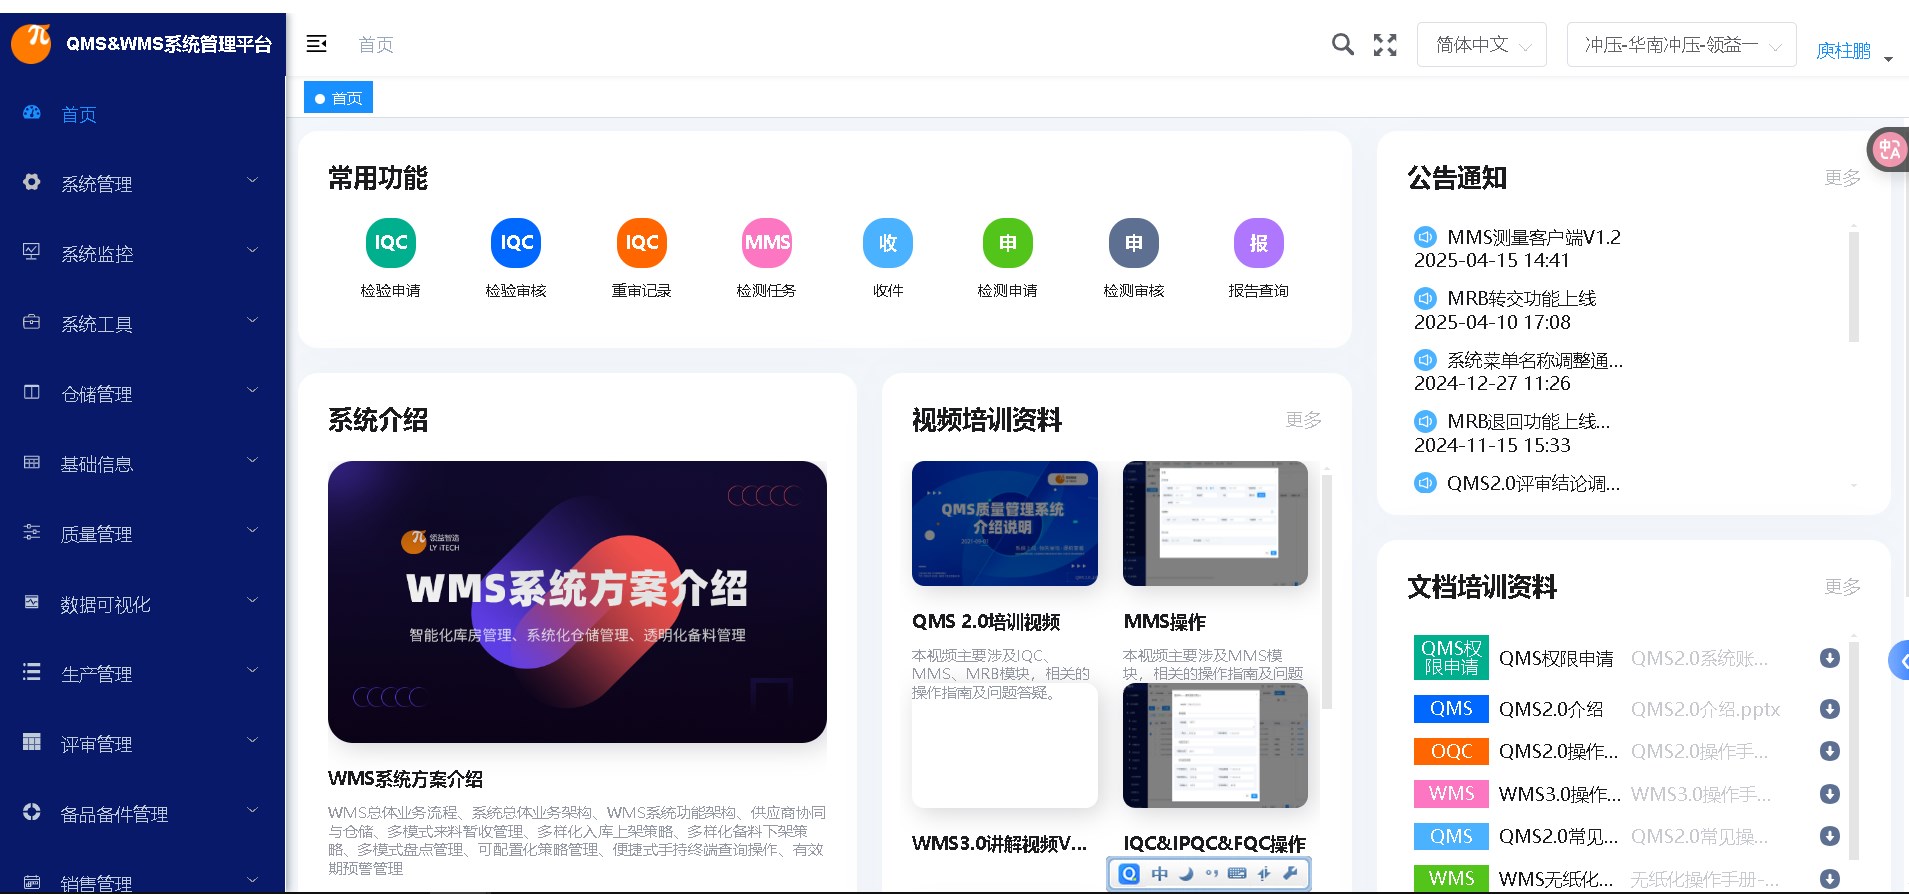 QMS&WMS系统管理平台
首页
简体中文
冲压-华南冲压-领益一
庾柱鹏
首页
首页
系统管理
系统监控
系统工具
仓储管理
基础信息
质量管理
数据可视化
生产管理
评审管理
备品备件管理
销售管理
常用功能
IQC
IQC
IQC
MMS
收
申
申
报
检验申请
检验审核
重审记录
检测任务
收件
检测申请
检测审核
报告查询
系统介绍
领益智造
LY iTECH
WMS系统方案介绍
智能化库房管理、系统化仓储管理、透明化备料管理
WMS系统方案介绍
WMS总体业务流程、系统总体业务架构、WMS系统功能架构、供应商协同
与仓储、多模式来料暂收管理、多样化入库上架策略、多样化备料下架策
略、多模式盘点管理、可配置化策略管理、便捷式手持终端查询操作、有效
期预警管理
视频培训资料
更多
QMS质量管理系统
介绍说明
QMS 2.0培训视频
本视频主要涉及IQC、
MMS、MRB模块，相关的
操作指南及问题答疑。
MMS操作
本视频主要涉及MMS模
块，相关的操作指南及问题
WMS3.0讲解视频V...
IQC&IPQC&FQC操作
中
公告通知
更多
中A
MMS测量客户端V1.2
2025-04-15 14:41
MRB转交功能上线
2025-04-10 17:08
系统菜单名称调整通...
2024-12-27 11:26
MRB退回功能上线...
2024-11-15 15:33
QMS2.0评审结论调...
文档培训资料
更多
QMS权
限申请
QMS权限申请
QMS2.0系统账...
QMS
QMS2.0介绍
QMS2.0介绍.pptx
OQC
QMS2.0操作...
QMS2.0操作手...
WMS
WMS3.0操作...
WMS3.0操作手...
QMS
QMS2.0常见...
QMS2.0常见操...
WMS
WMS无纸化...
无纸化操作手册-...